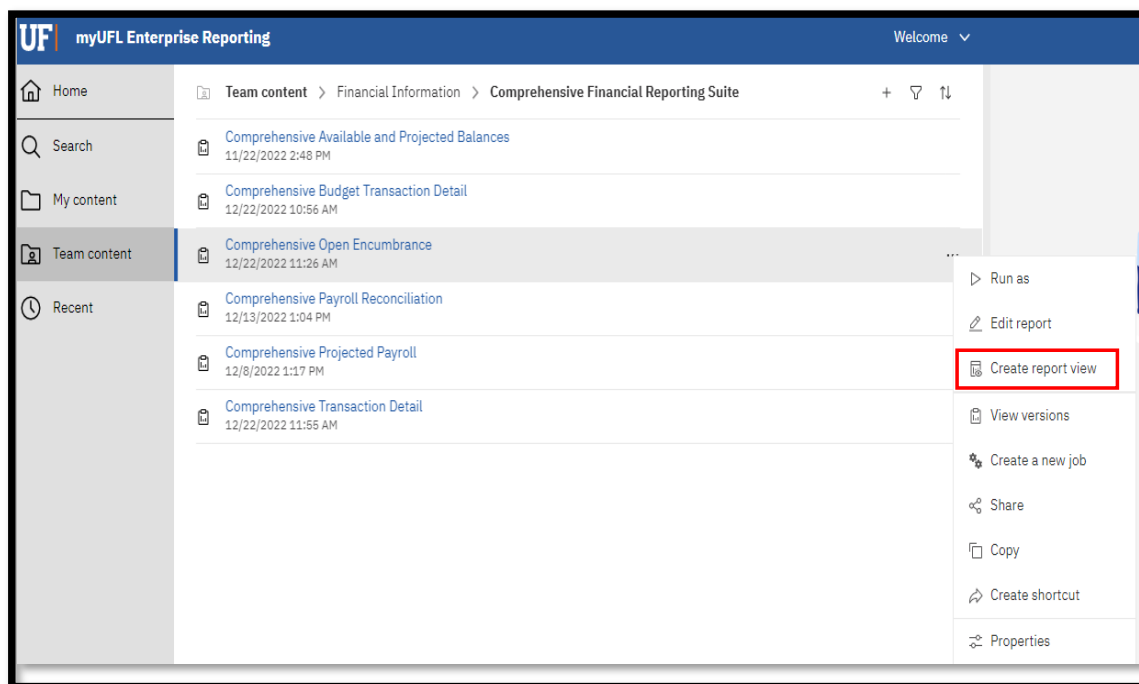 UF myUFL Enterprise Reporting Welcome
Home
Search
My content
Team content
Recent
Team content > Financial Information > Comprehensive Financial Reporting Suite
Comprehensive Available and Projected Balances
11/22/2022 2:48 PM
Comprehensive Budget Transaction Detail
12/22/2022 10:56 AM
Comprehensive Open Encumbrance
12/22/2022 11:26 AM
Comprehensive Payroll Reconciliation
12/13/2022 1:04 PM
Comprehensive Projected Payroll
12/8/2022 1:17 PM
Comprehensive Transaction Detail
12/22/2022 11:55 AM
Run as
Edit report
Create report view
View versions
Create a new job
Share
Copy
Create shortcut
Properties